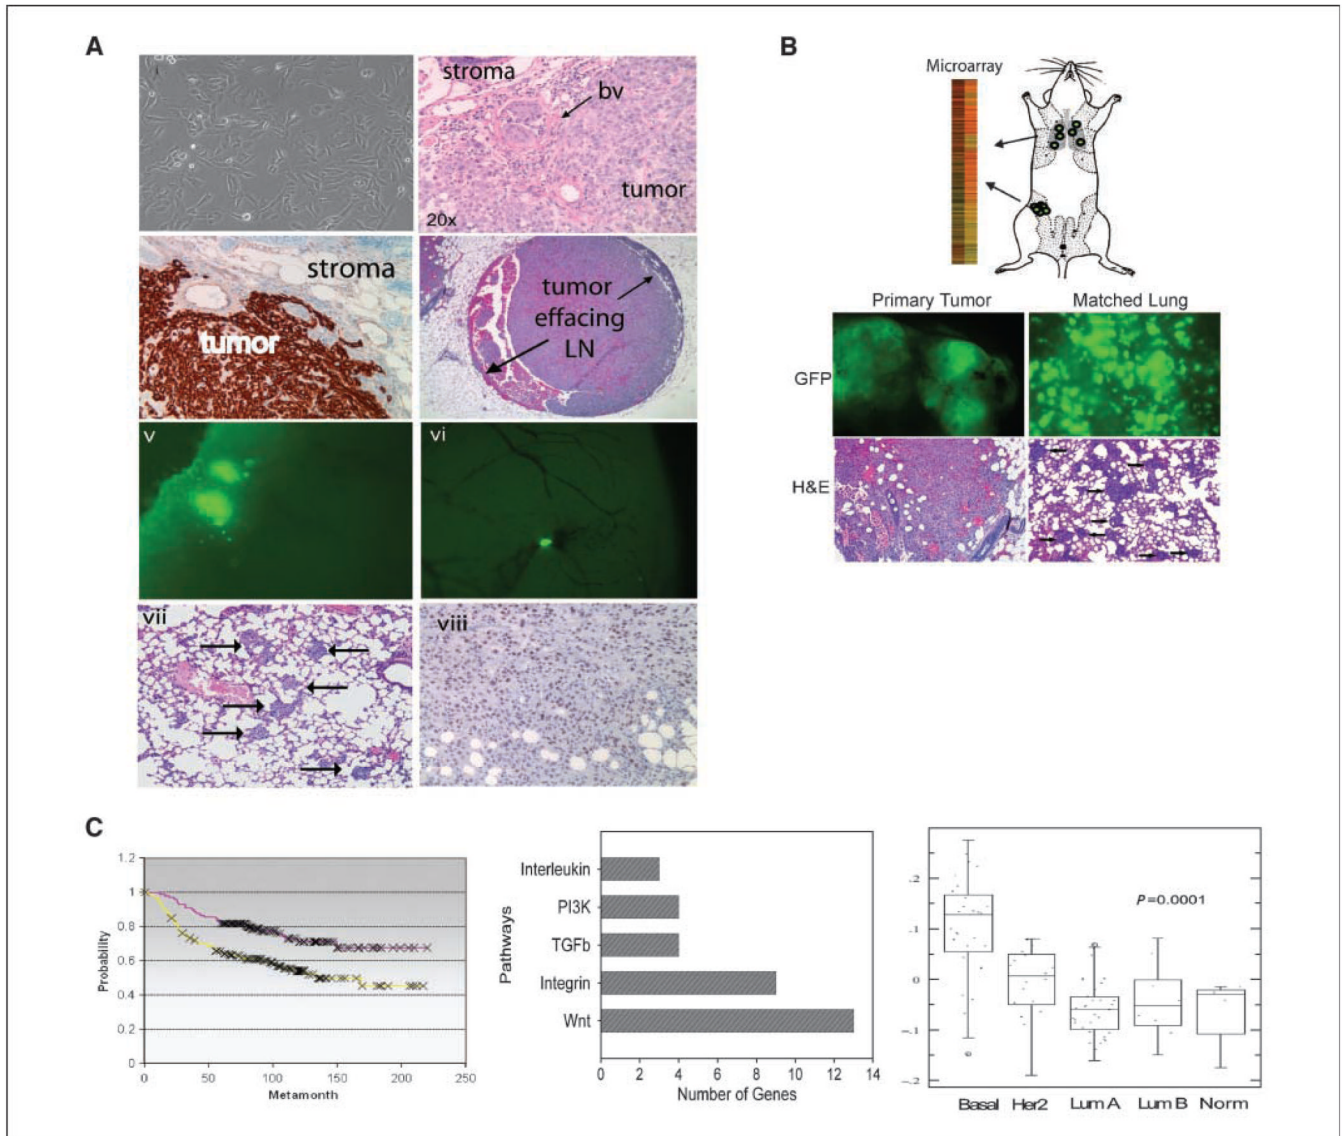 A
stroma
bv
tumor
20x
stroma
tumor
tumor
effacing
LN
v
vi
vii
viii
B
Microarray
Primary Tumor
Matched Lung
GFP
H&E
C
1.2
1
0.8
0.6
0.4
0.2
0
0 50 100 150 200 250
Probability
Metamonth
Pathways
Interleukin
PI3K
TGFb
Integrin
Wnt
0 2 4 6 8 10 12 14
Number of Genes
.2
.1
0
-.1
-.2
P=0.0001
Basal Her2 Lum A Lum B Norm